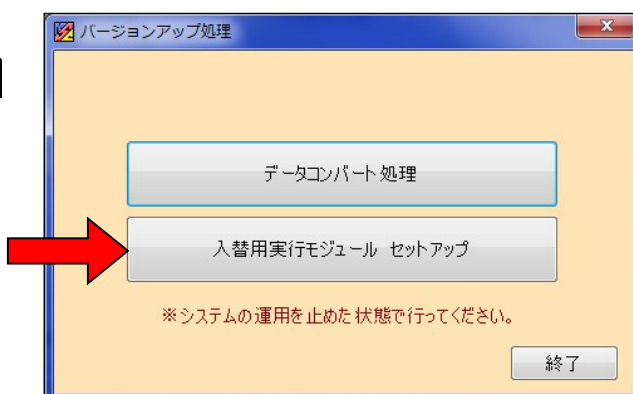 バージョンアップ処理
データコンバート処理
入替用実行モジュール セットアップ
※システムの運用を止めた状態で行ってください。
終了